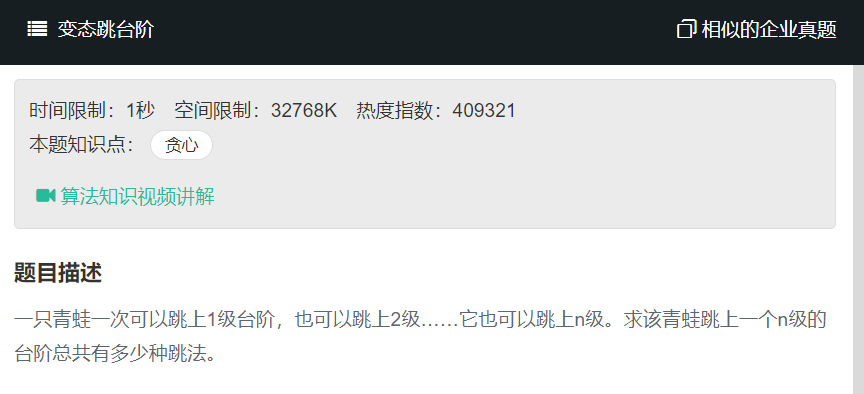 变态跳台阶
相似的企业真题
时间限制：1秒 空间限制：32768K 热度指数：409321
本题知识点： 贪心
算法知识视频讲解
题目描述
一只青蛙一次可以跳上1级台阶，也可以跳上2级……它也可以跳上n级。求该青蛙跳上一个n级的
台阶总共有多少种跳法。